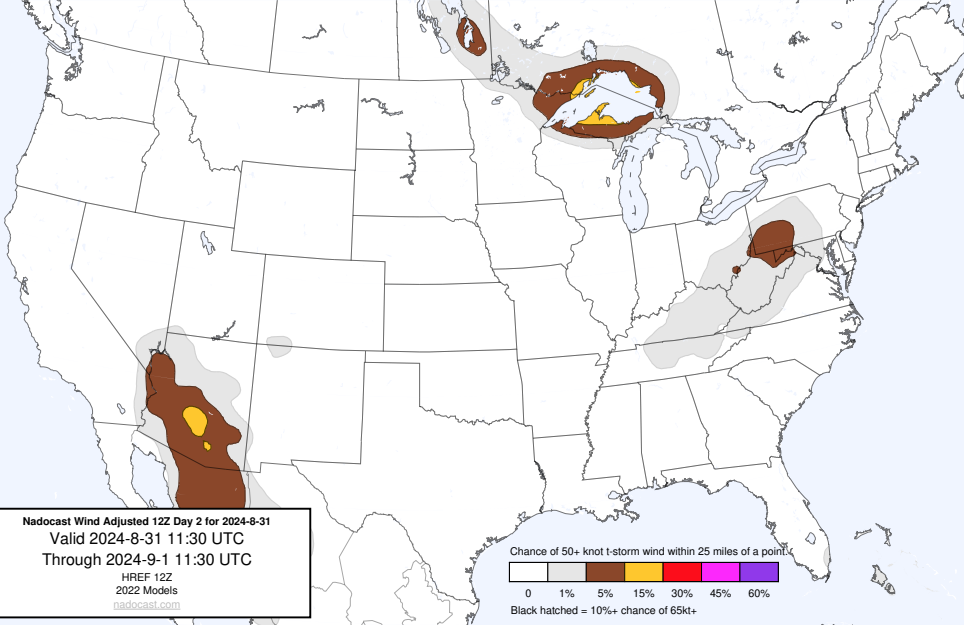 Nadocast Wind Adjusted 12Z Day 2 for 2024-8-31
Valid 2024-8-31 11:30 UTC
Through 2024-9-1 11:30 UTC
HREF 12Z
2022 Models
nadocast.com
Chance of 50+ knot t-storm wind within 25 miles of a point.
0 1% 5% 15% 30% 45% 60%
Black hatched = 10%+ chance of 65kt+